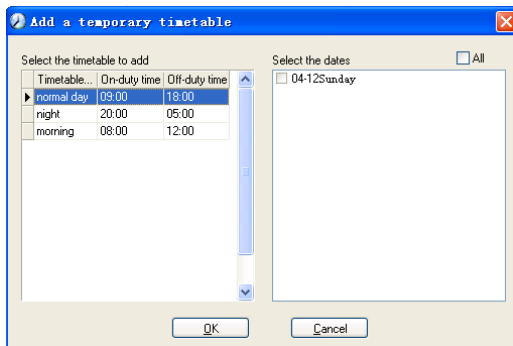 Add a temporary timetable
Select the timetable to add
Timetable... On-duty time Off-duty time
normal day 09:00 18:00
night 20:00 05:00
morning 08:00 12:00
Select the dates All
04-12Sunday
OK Cancel